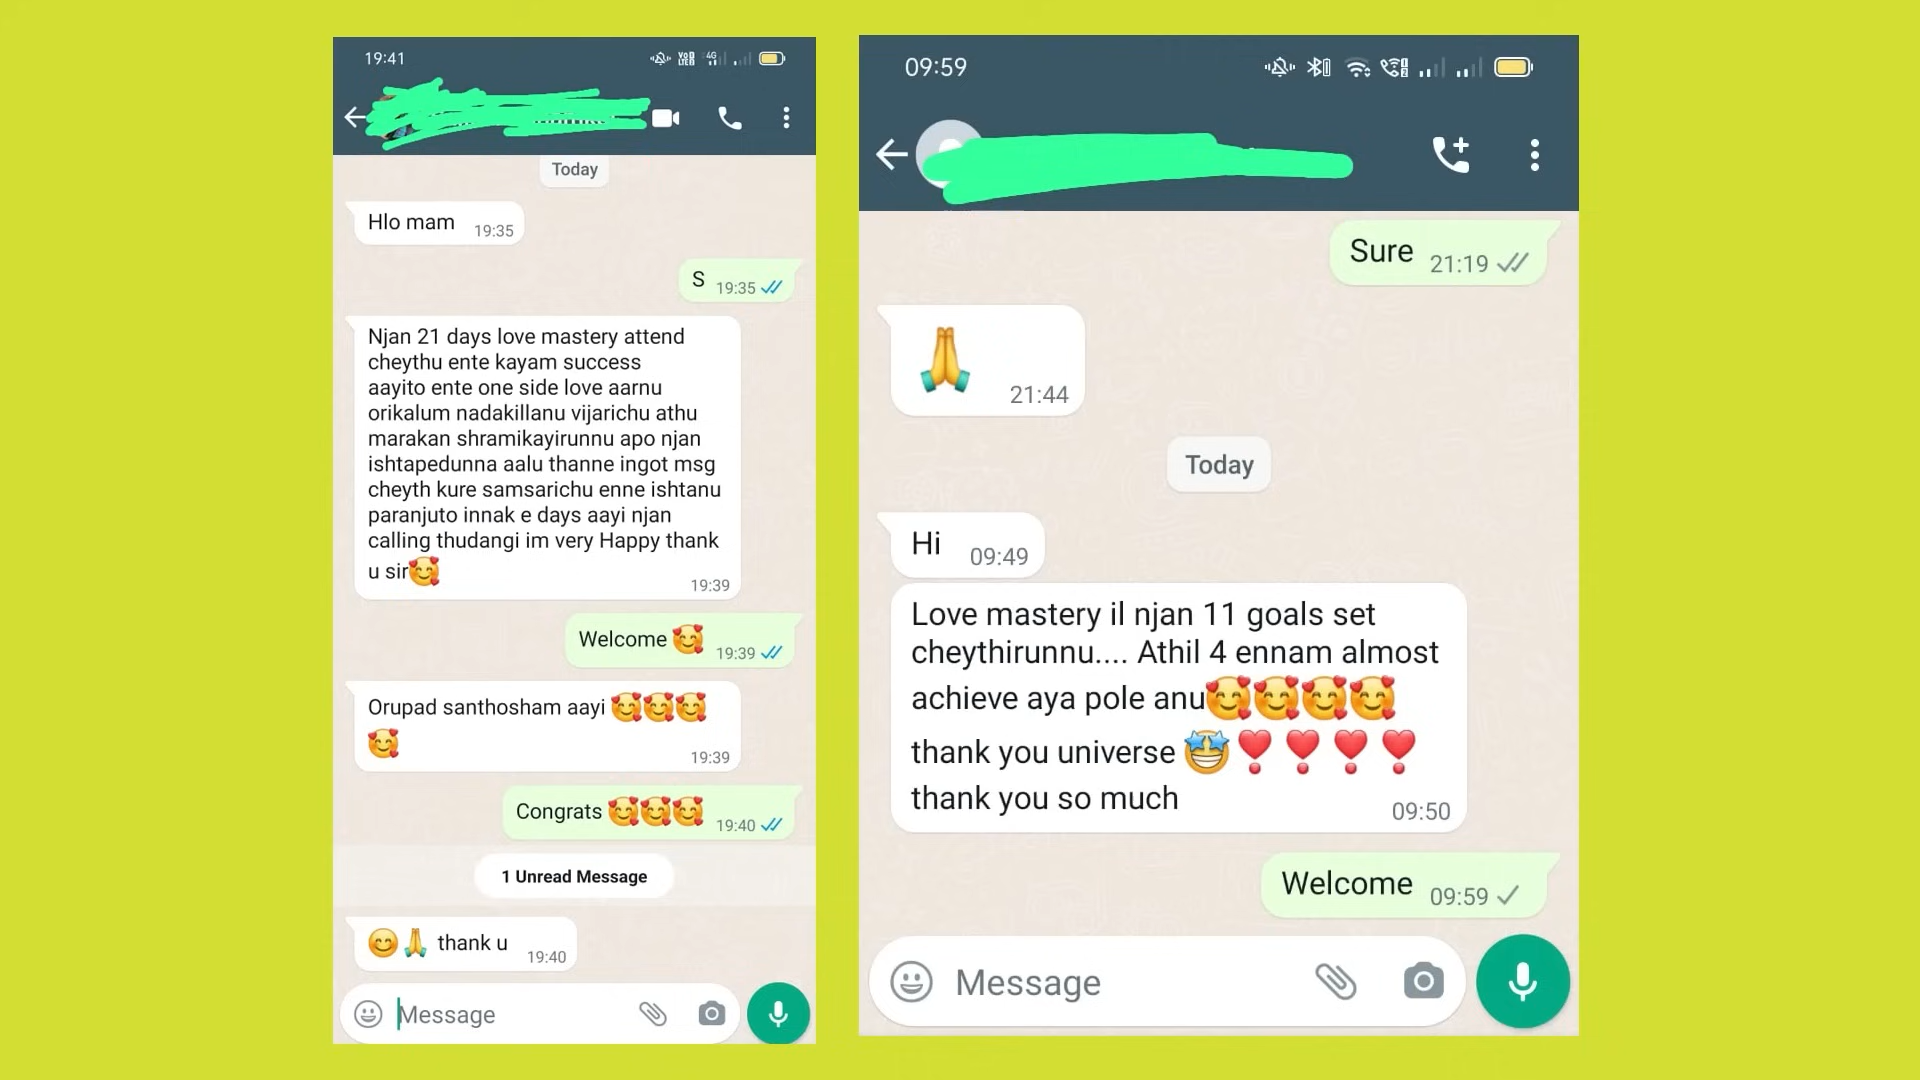 19:41
VoLTE 4G
Today
Hlo mam 19:35
S 19:35
Njan 21 days love mastery attend
cheythu ente kayam success
aayito ente one side love aarnu
orikalum nadakillanu vijarichu athu
marakan shramikayirunnu apo njan
ishtapedunna aalu thanne ingot msg
cheyth kure samsarichu enne ishtanu
paranjuto innak e days aayi njan
calling thudangi im very Happy thank
u sir🥰
19:39
Welcome 🥰 19:39
Orupad santhosham aayi 🥰🥰🥰
🥰
19:39
Congrats 🥰🥰🥰 19:40
1 Unread Message
😊🙏 thank u 19:40
Message
09:59
Sure 21:19
🙏
21:44
Today
Hi 09:49
Love mastery il njan 11 goals set
cheythirunnu.... Athil 4 ennam almost
achieve aya pole anu🥰🥰🥰🥰
thank you universe 🤩❣️❣️❣️❣️
thank you so much
09:50
Welcome 09:59
Message